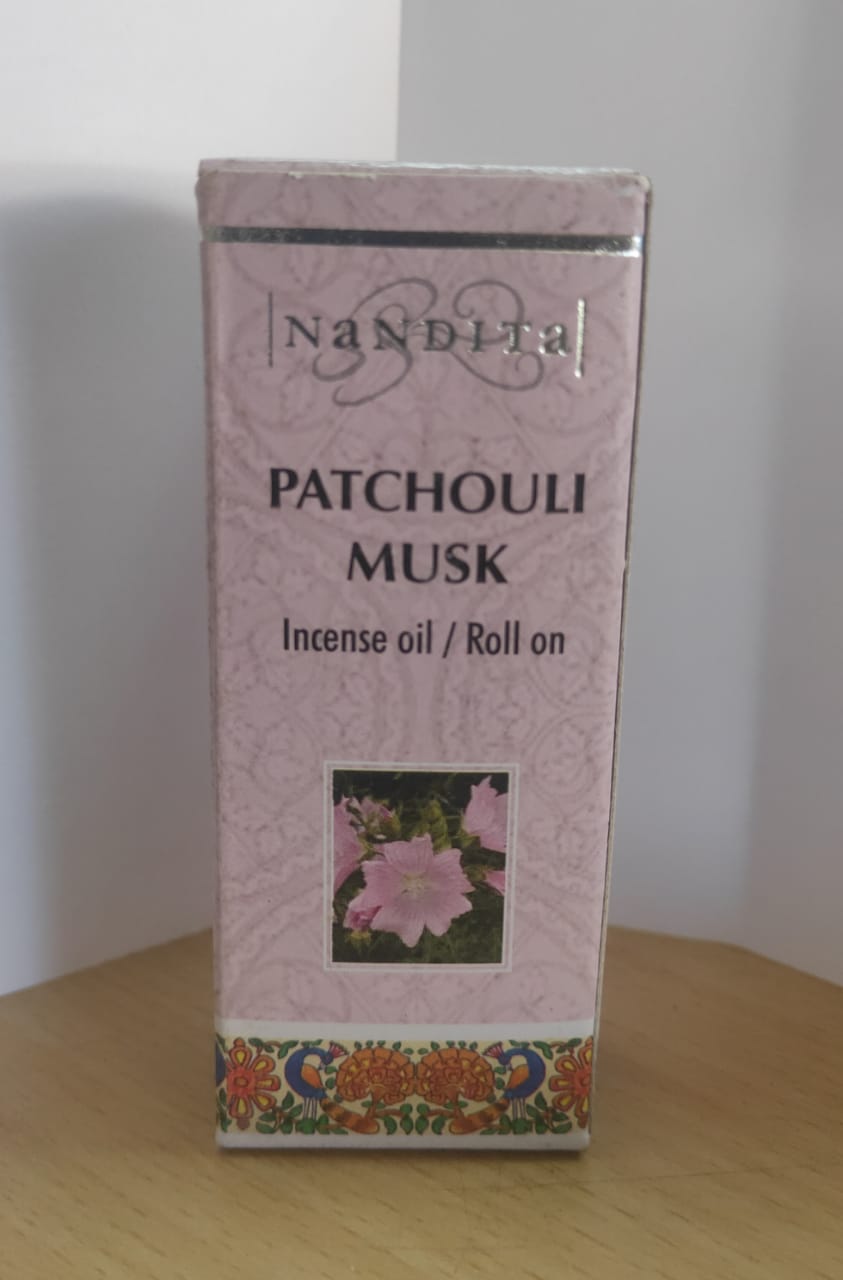 NaNDITa
PATCHOULI
MUSK
Incense oil / Roll on